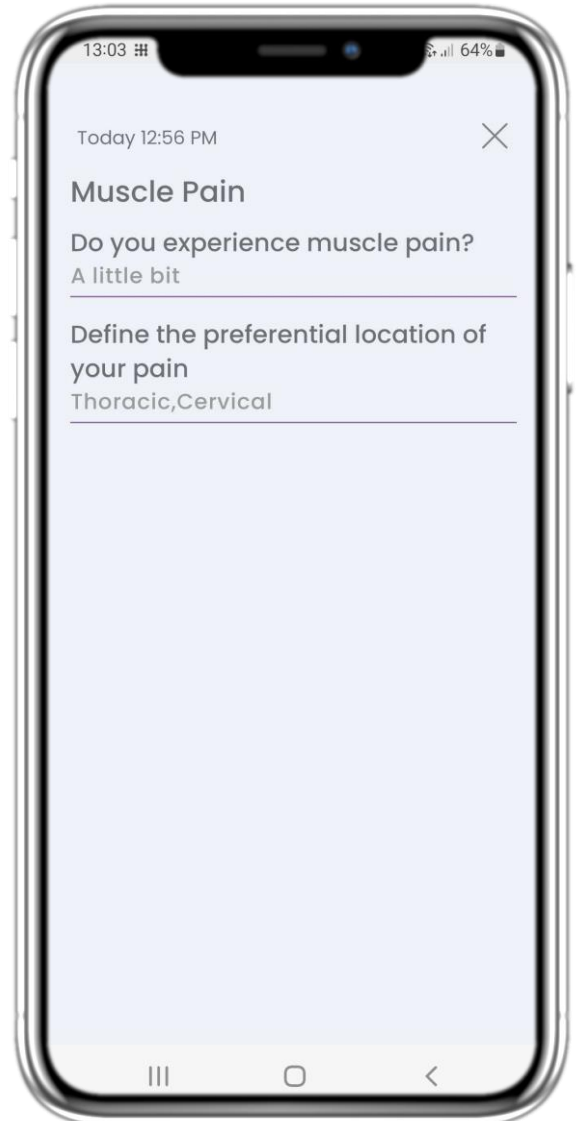 13:03 64%
Today 12:56 PM
Muscle Pain
Do you experience muscle pain?
A little bit
Define the preferential location of
your pain
Thoracic,Cervical